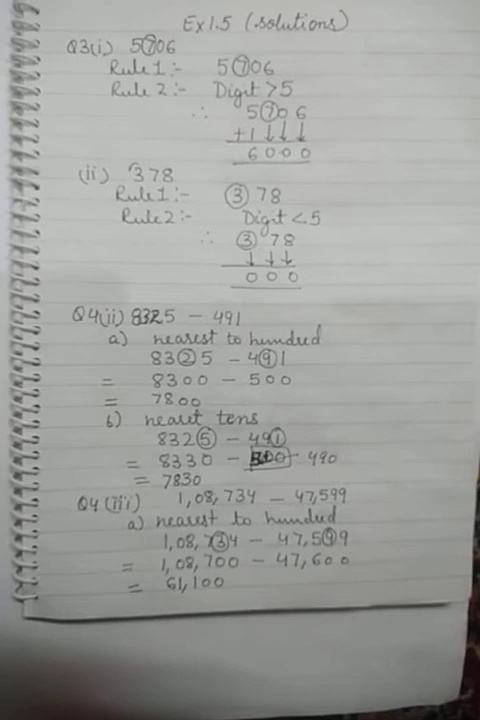 Ex 1.5 (solutions)
Q3(i) 5706
Rule 1:- 5706
Rule 2:- Digit >5
∴ 5706
+1↓↓↓
6000
(ii) 378
Rule 1:- 378
Rule 2:- Digit <5
∴ 378
↓↓↓
000
Q4(ii) 8325 - 491
a) nearest to hundred
8325 - 491
= 8300 - 500
= 7800
b) nearest tens
8325 - 491
= 8330 - 490
= 7830
Q4(iii) 1,08,734 - 47,599
a) nearest to hundred
1,08,734 - 47,599
= 1,08,700 - 47,600
= 61,100